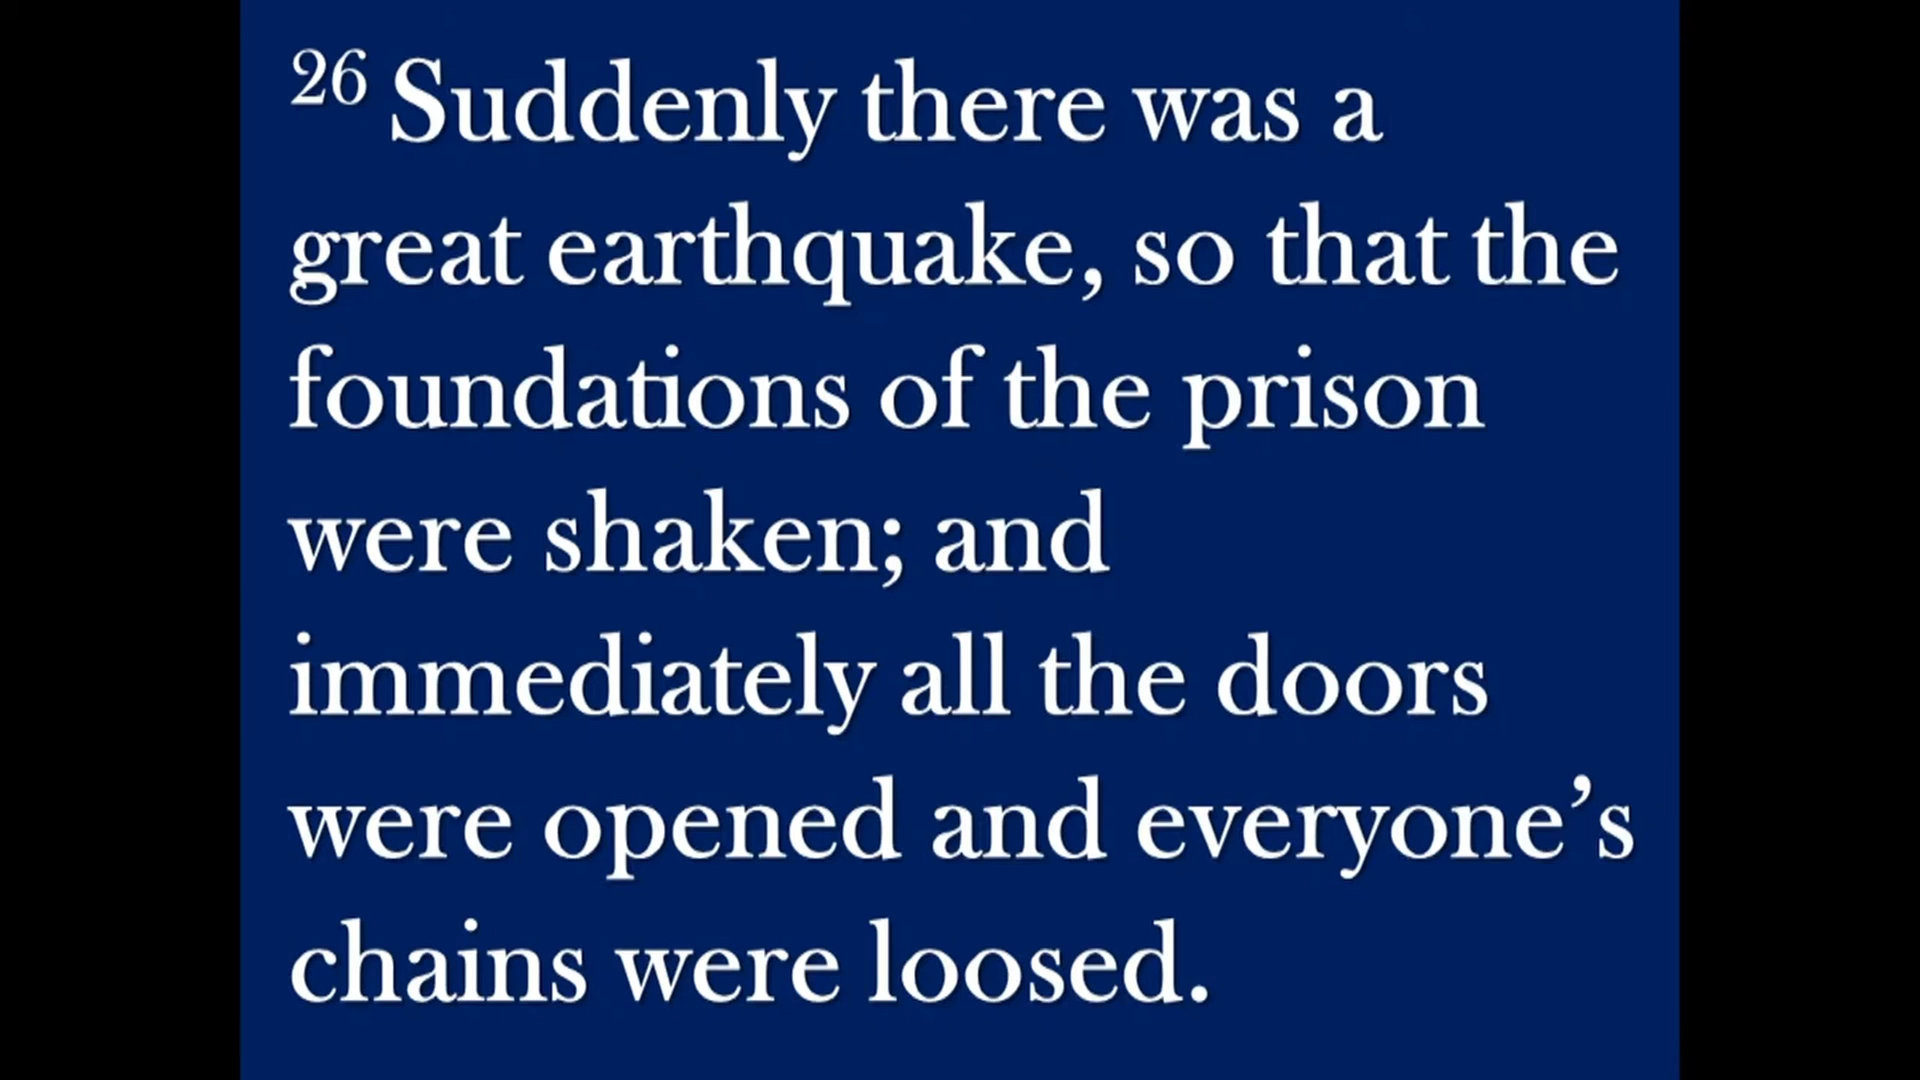 26 Suddenly there was a
great earthquake, so that the
foundations of the prison
were shaken; and
immediately all the doors
were opened and everyone’s
chains were loosed.